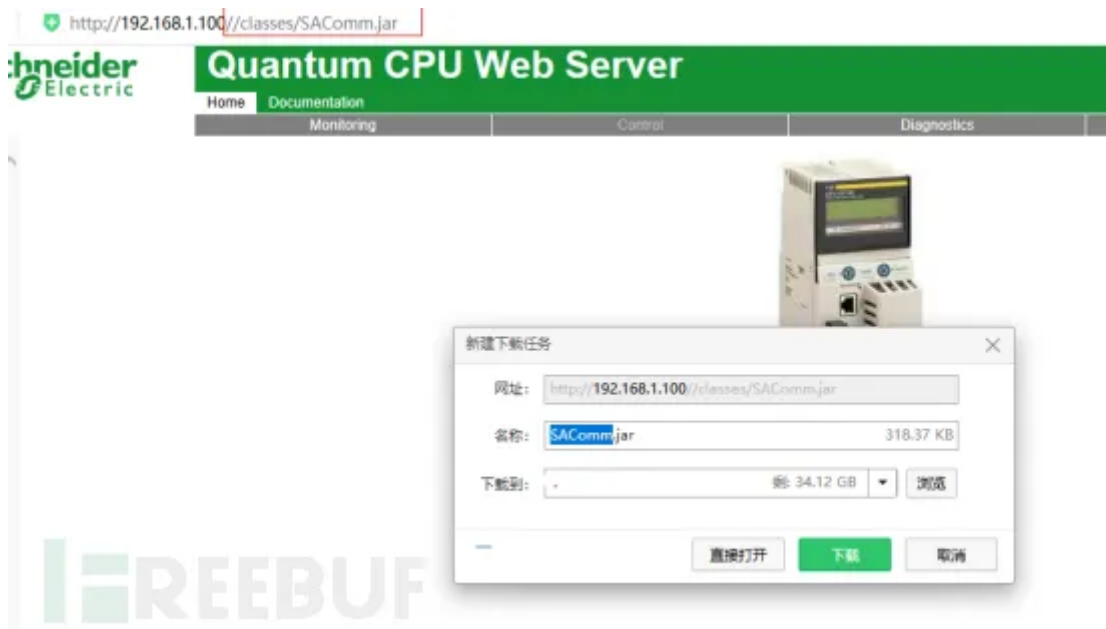 http://192.168.1.100//classes/SAComm.jar
chneider
Electric
Quantum CPU Web Server
Home Documentation
Monitoring Control Diagnostics
新建下载任务
网址: http://192.168.1.100//classes/SAComm.jar
名称: SAComm.jar 318.37 KB
下载到: 剩: 34.12 GB 浏览
直接打开 下载 取消
FREEBUF